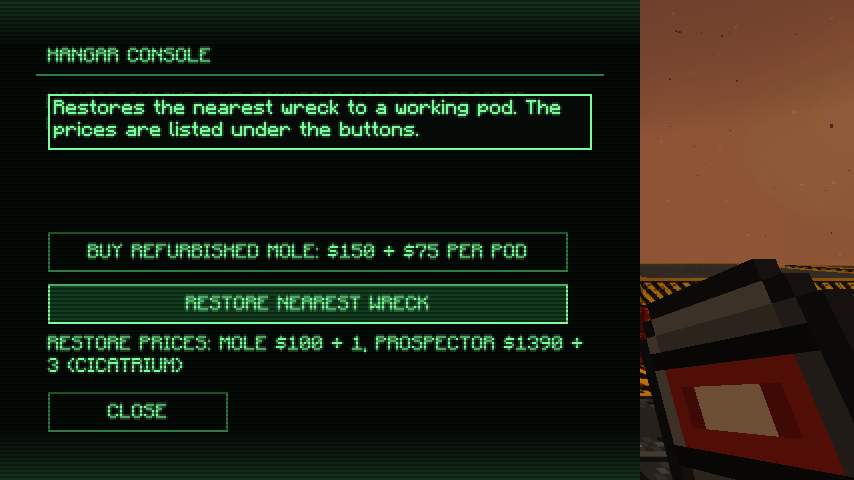 HANGAR CONSOLE
Restores the nearest wreck to a working pod. The
prices are listed under the buttons.
BUY REFURBISHED MOLE: $150 + $75 PER POD
RESTORE NEAREST WRECK
RESTORE PRICES: MOLE $100 + 1, PROSPECTOR $1390 +
3 (CICATRIUM)
CLOSE